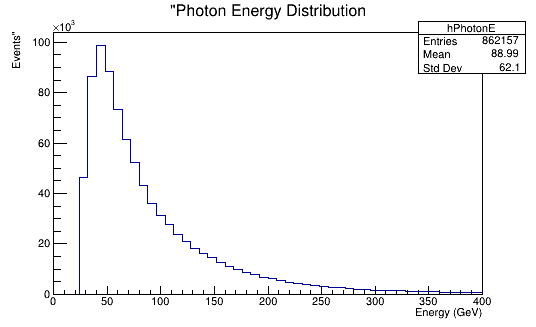 "Photon Energy Distribution
×10³
hPhotonE
Entries 862157
Mean 88.99
Std Dev 62.1
Events"
100
80
60
40
20
0
0 50 100 150 200 250 300 350 400
Energy (GeV)